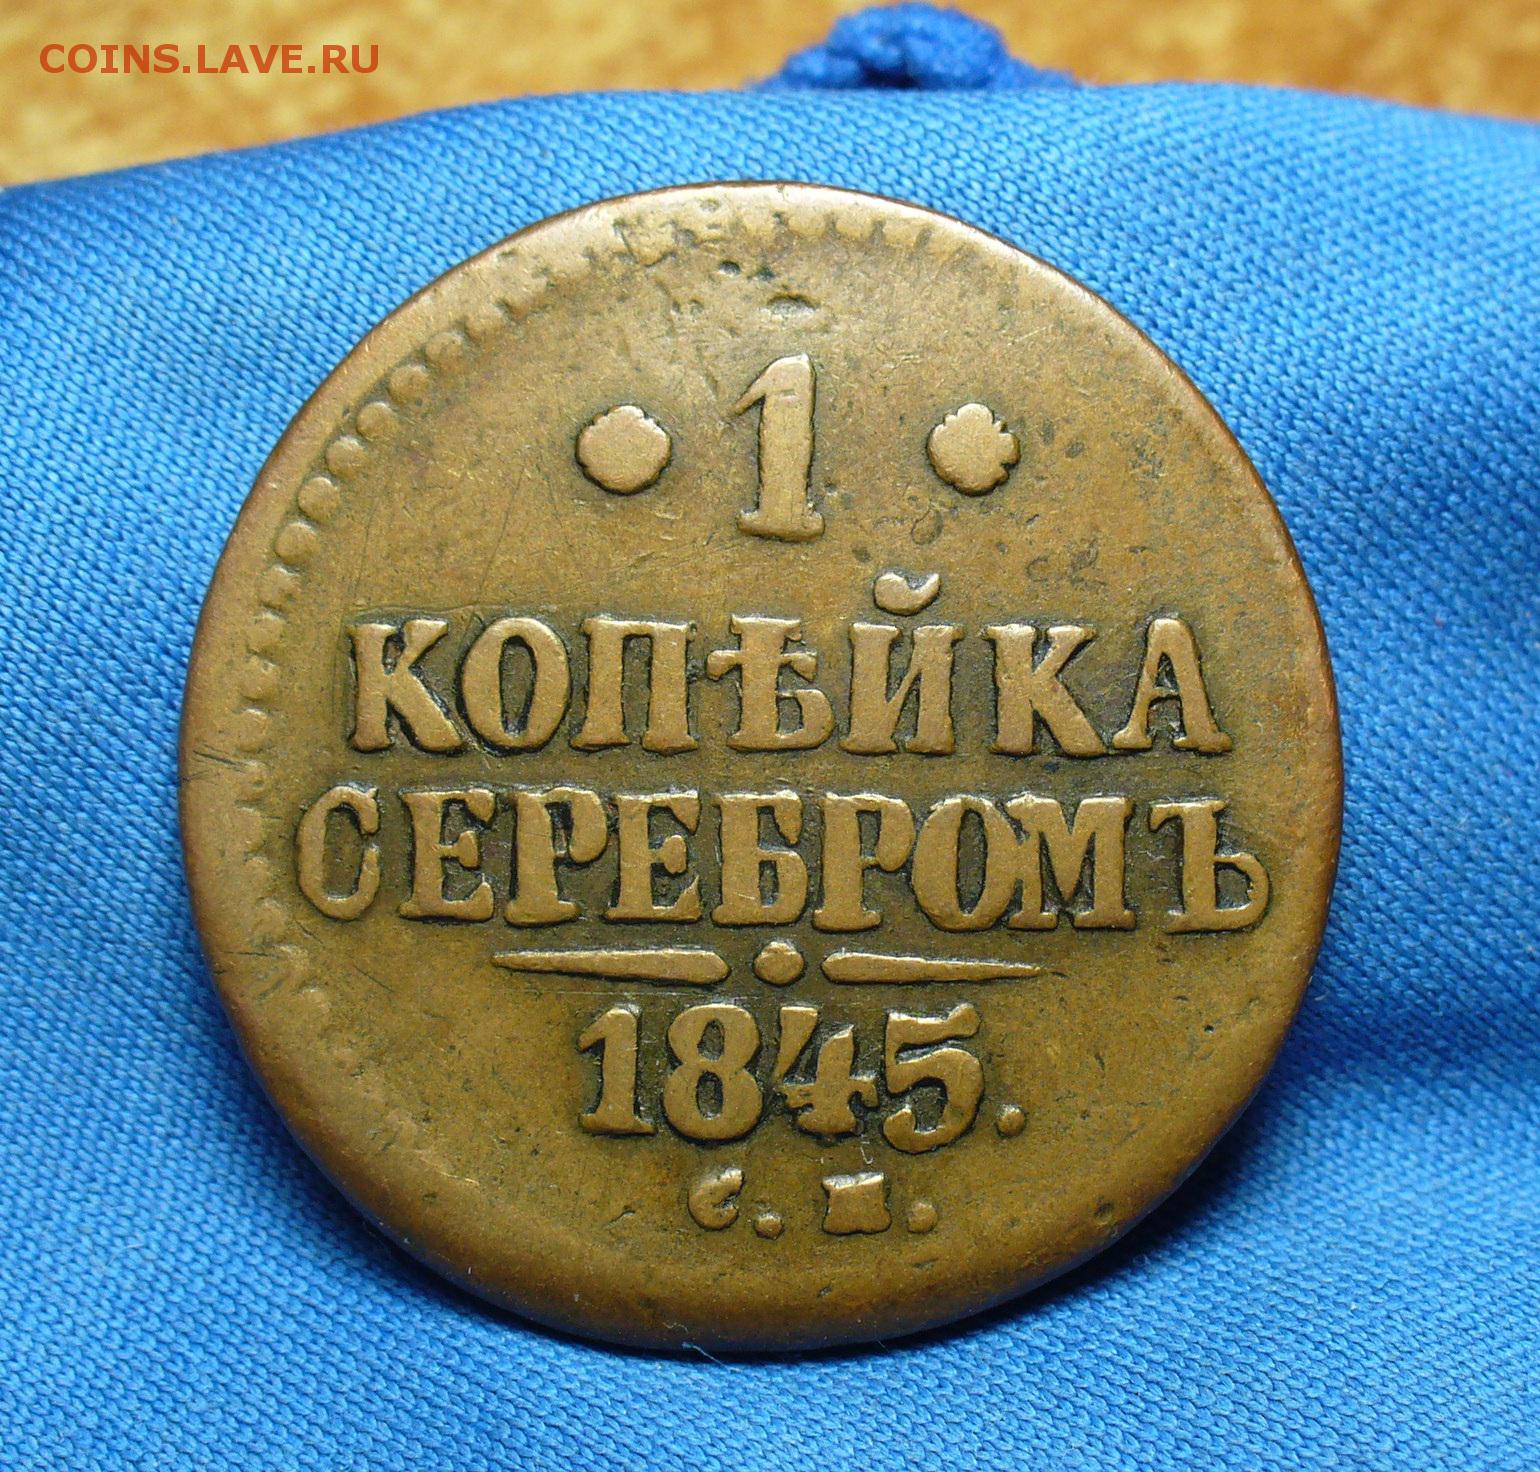 COINS.LAVE.RU
• 1 •
КОПѢЙКА
СЕРЕБРОМЪ
1845.
С. М.